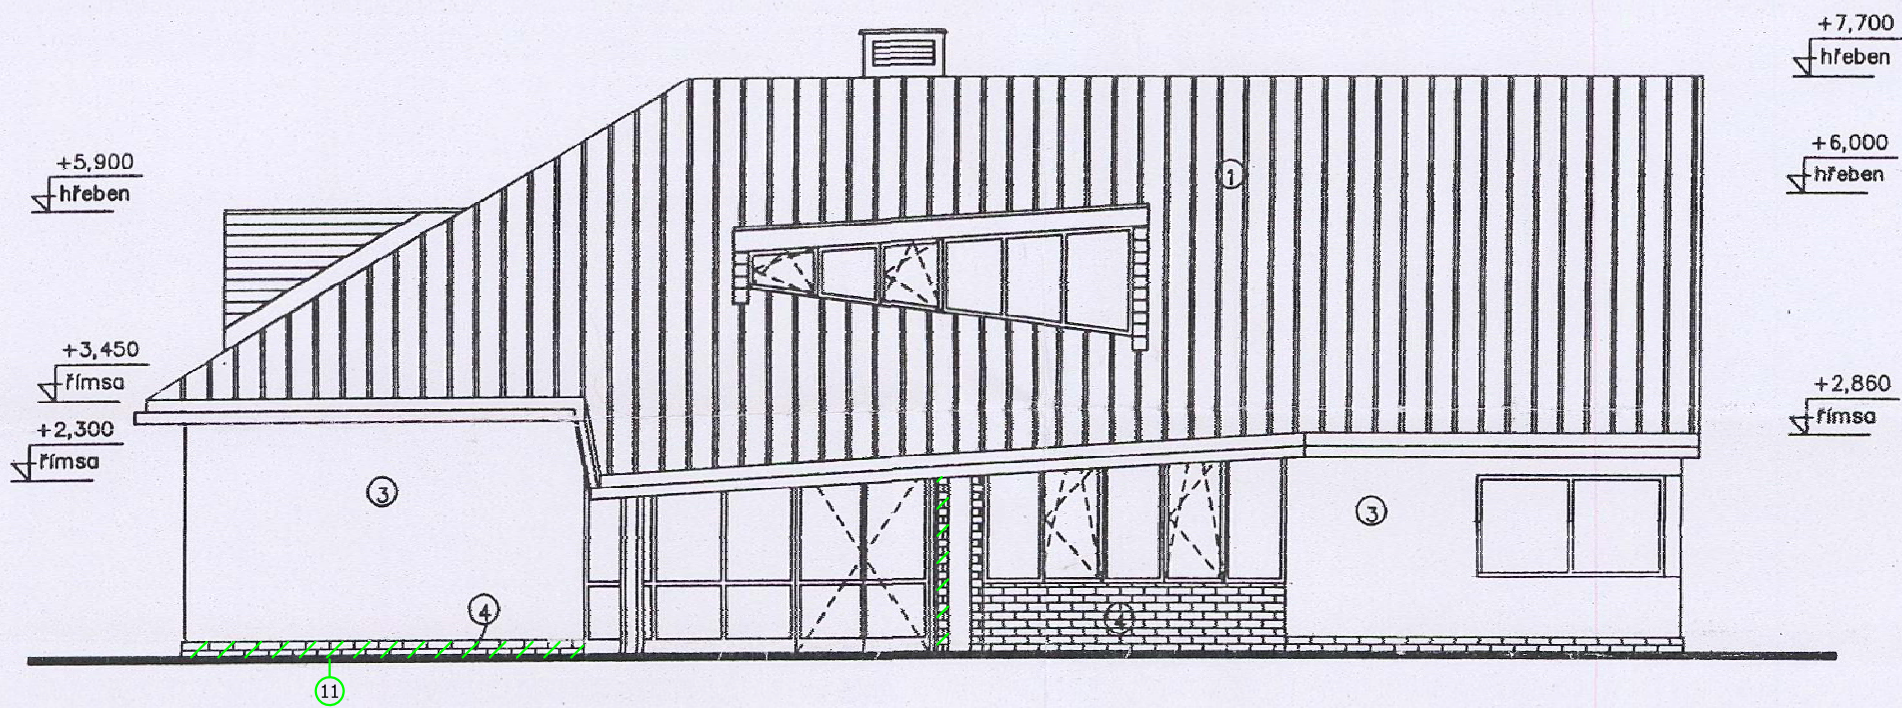 +7,700
hřeben
+5,900
hřeben
+6,000
hřeben
1
+3,450
římsa
+2,860
římsa
+2,300
římsa
3
3
4
4
11